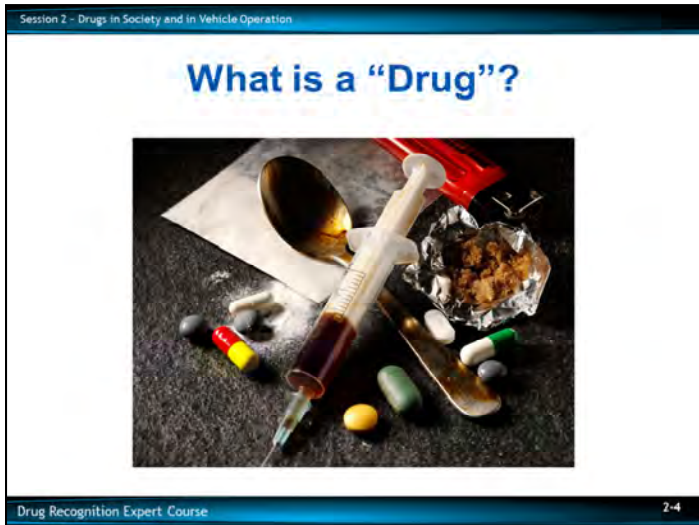 Session 2 - Drugs in Society and in Vehicle Operation
What is a “Drug”?
Drug Recognition Expert Course
2-4